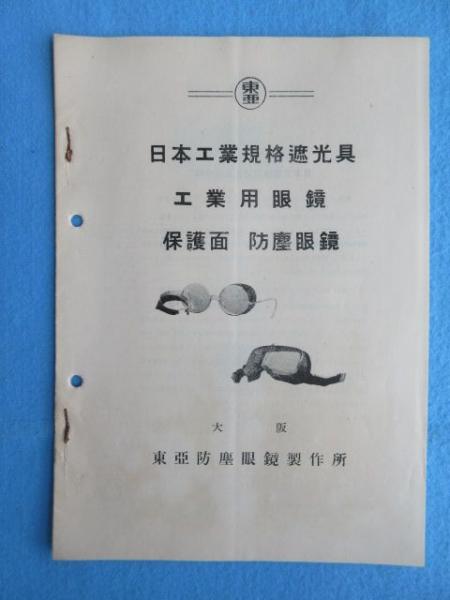 東亜
日本工業規格遮光具
工業用眼鏡
保護面 防塵眼鏡
大阪
東亞防塵眼鏡製作所